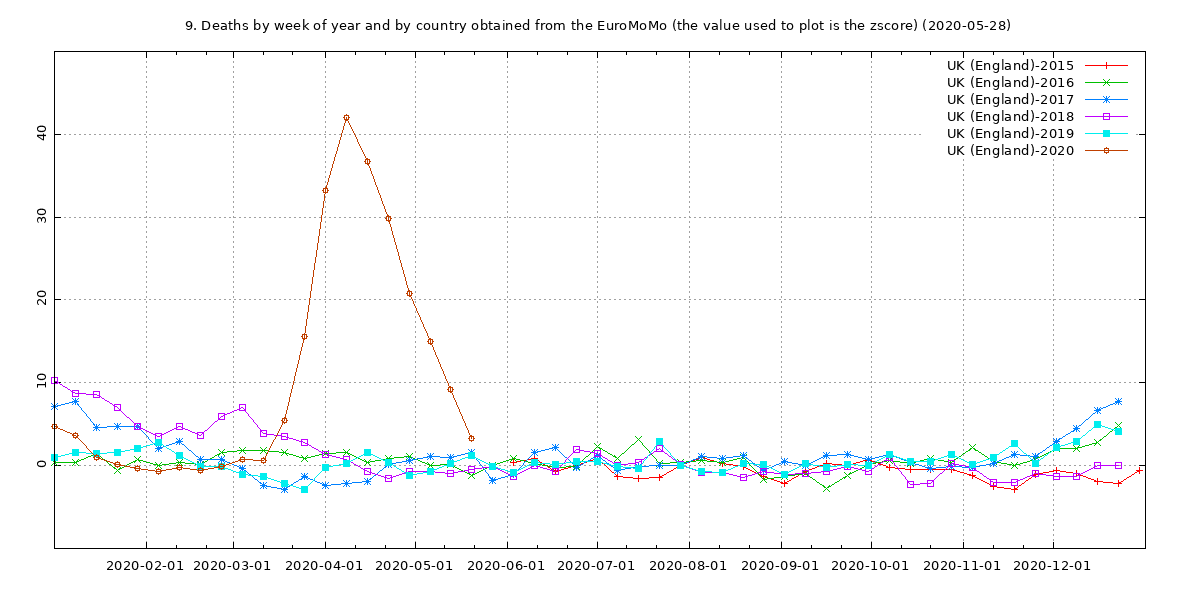 9. Deaths by week of year and by country obtained from the EuroMoMo (the value used to plot is the zscore) (2020-05-28)
UK (England)-2015
UK (England)-2016
UK (England)-2017
UK (England)-2018
UK (England)-2019
UK (England)-2020
40
30
20
10
0
2020-02-01 2020-03-01 2020-04-01 2020-05-01 2020-06-01 2020-07-01 2020-08-01 2020-09-01 2020-10-01 2020-11-01 2020-12-01